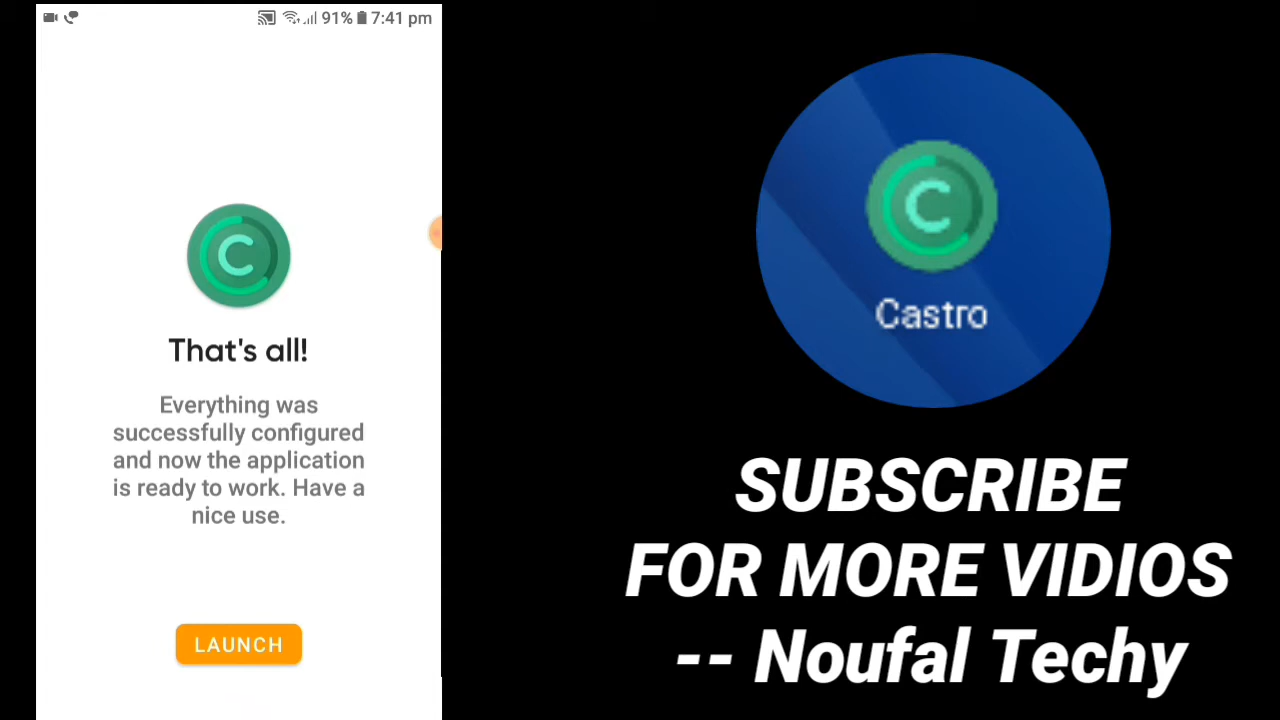 91% 7:41 pm
C
That's all!
Everything was
successfully configured
and now the application
is ready to work. Have a
nice use.
LAUNCH
C
Castro
SUBSCRIBE
FOR MORE VIDIOS
-- Noufal Techy